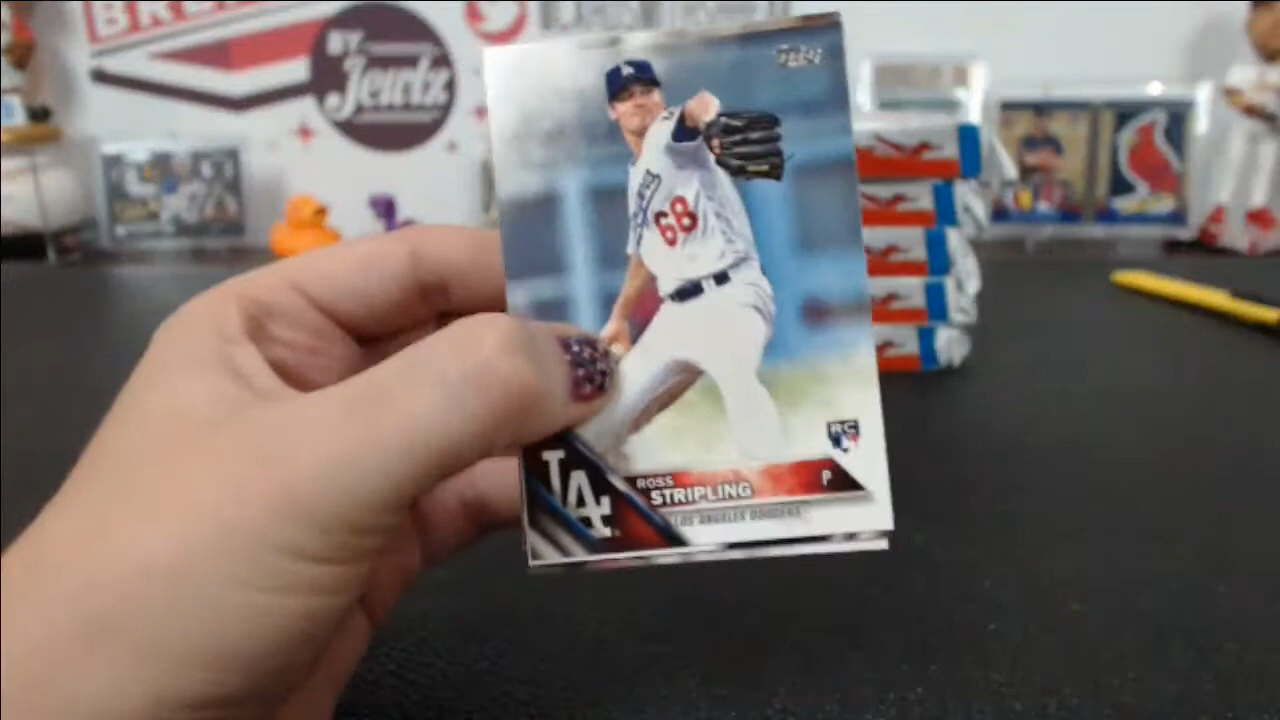 BY
Jewlz
Topps
68
RC
LA
ROSS
STRIPLING
P
LOS ANGELES DODGERS